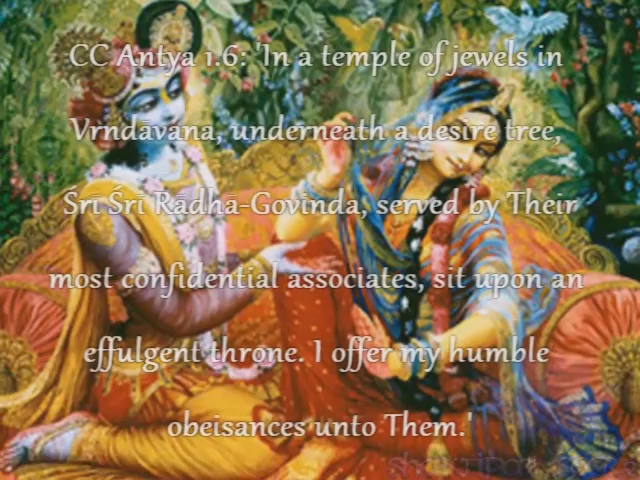 CC Antya 1.6: 'In a temple of jewels in
Vṛndāvana, underneath a desire tree,
Śrī Śrī Rādhā-Govinda, served by Their
most confidential associates, sit upon an
effulgent throne. I offer my humble
obeisances unto Them.'